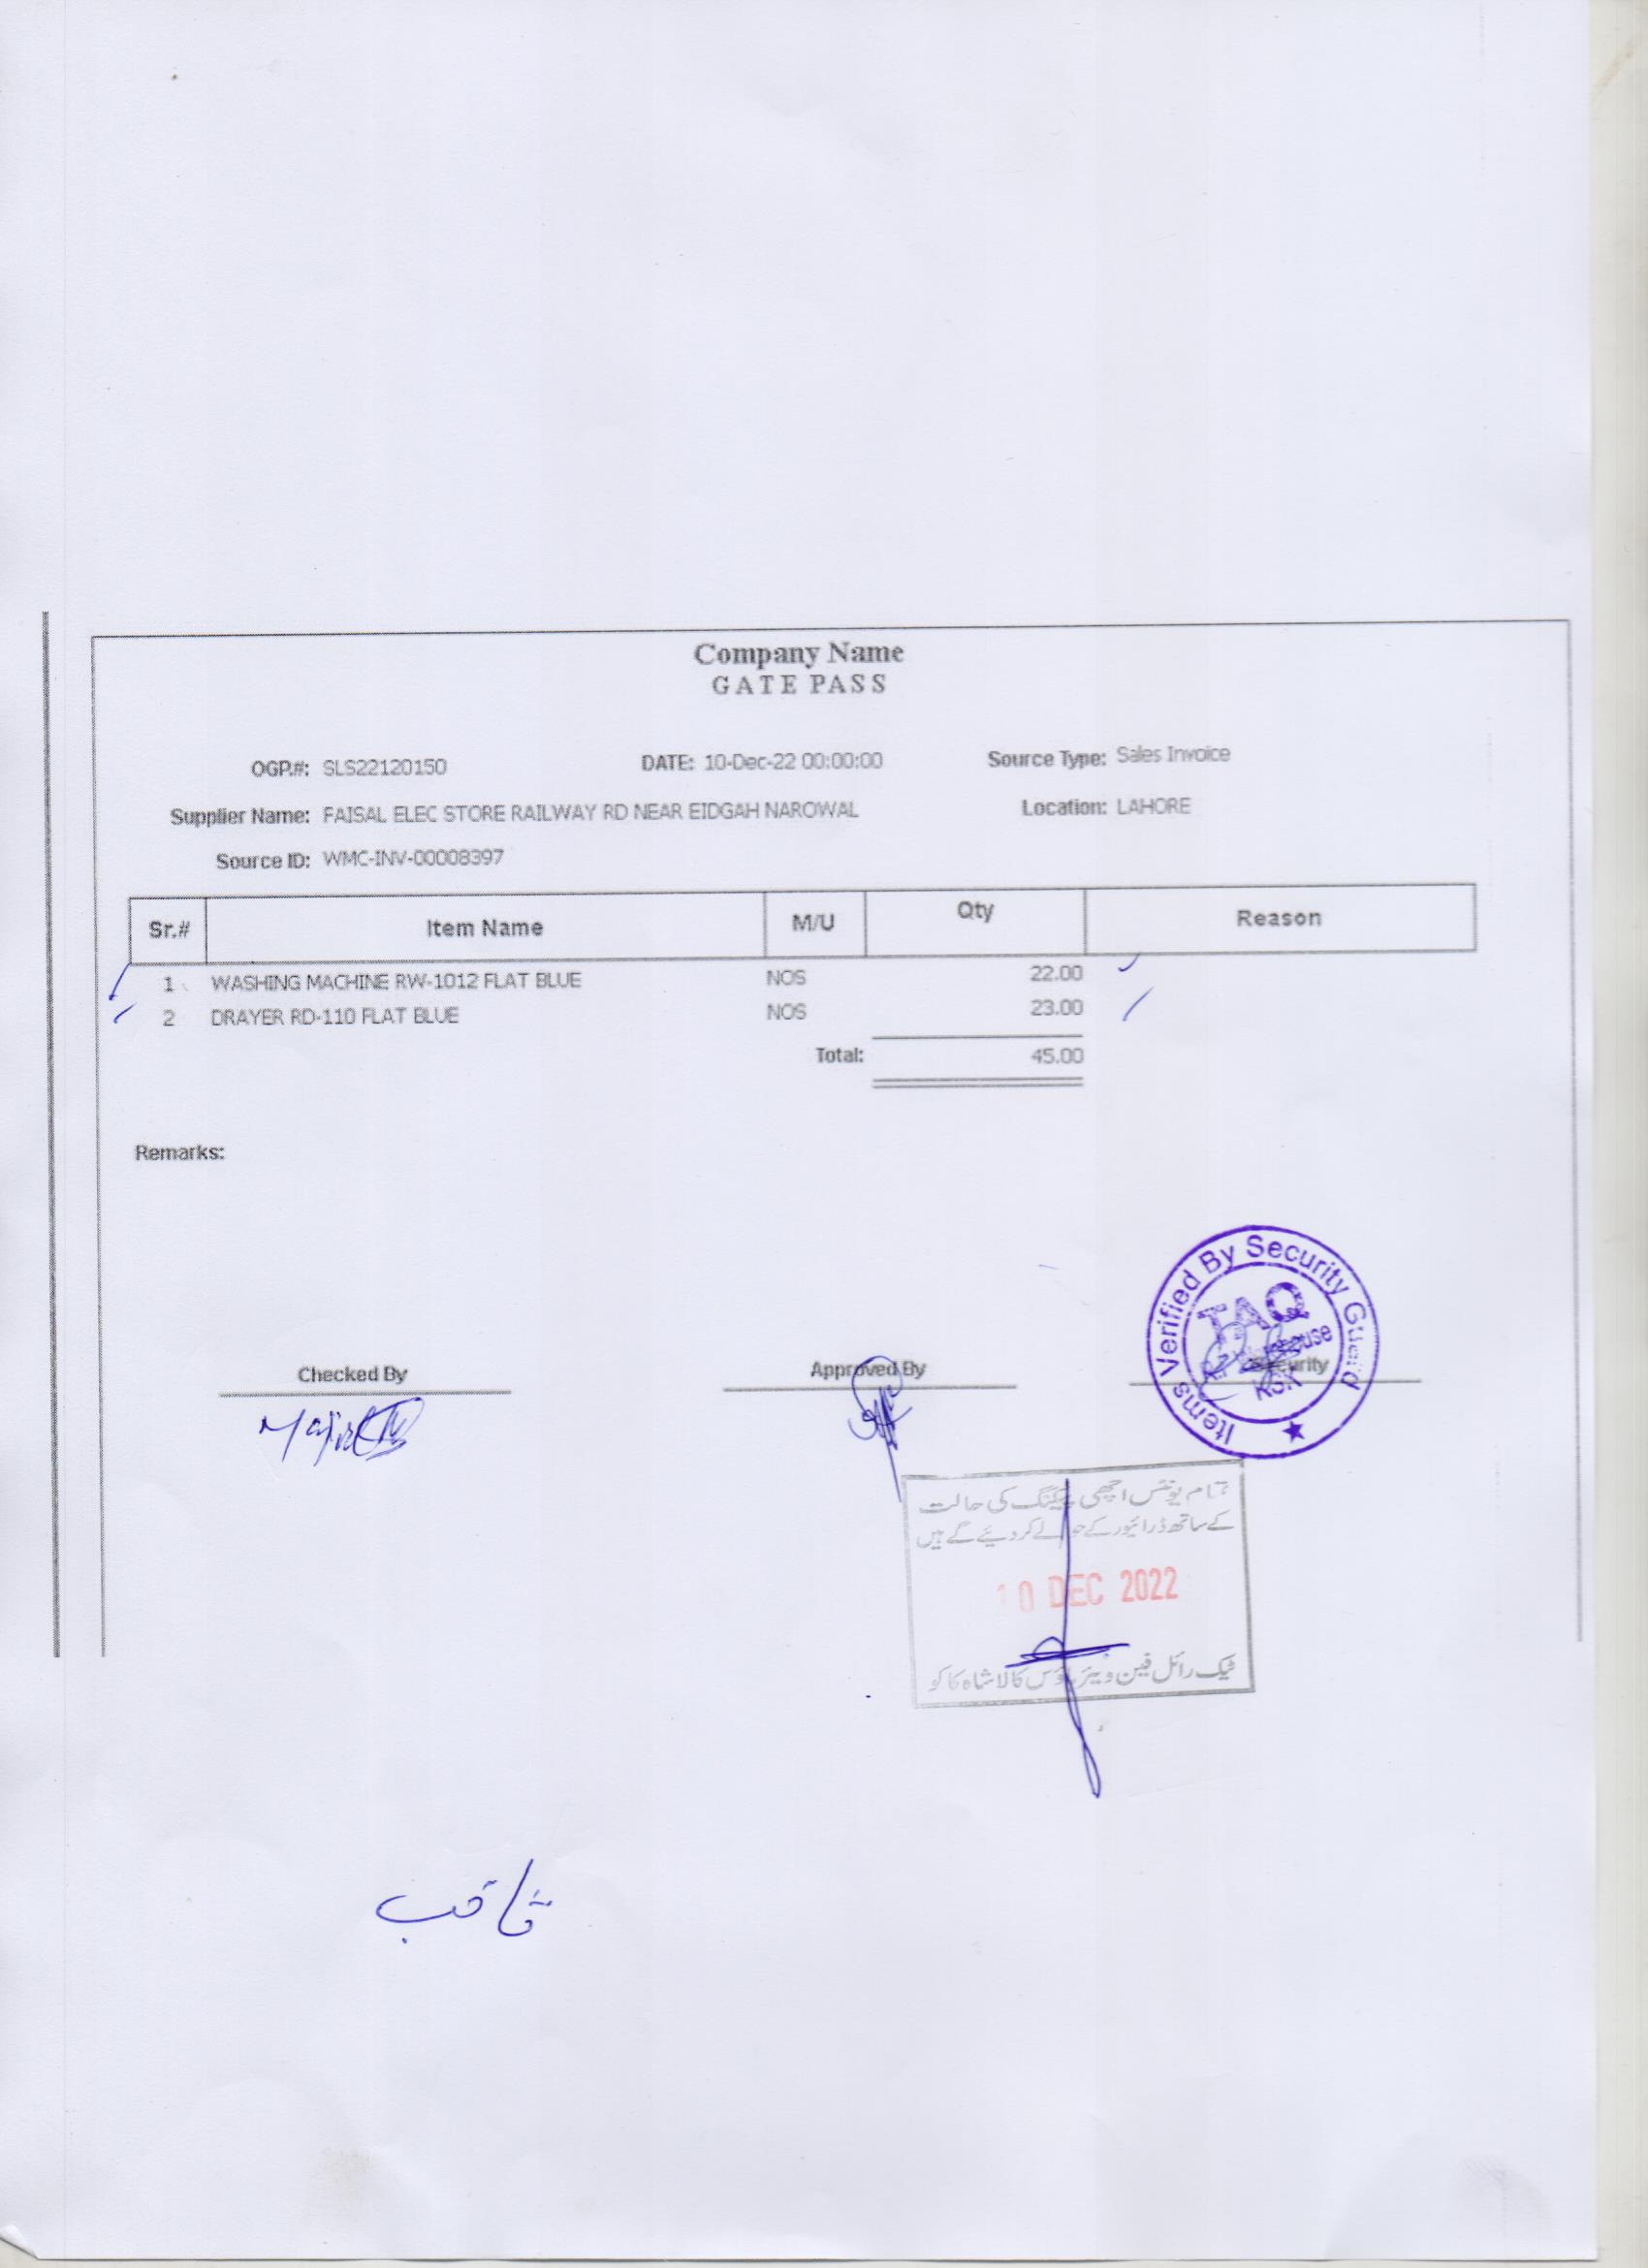 Company Name
GATE PASS
OGP.#: SLS22120150 DATE: 10-Dec-22 00:00:00 Source Type: Sales Invoice
Supplier Name: FAISAL ELEC STORE RAILWAY RD NEAR EIDGAH NAROWAL Location: LAHORE
Source ID: WMC-INV-00008397
Sr.# Item Name M/U Qty Reason
1 WASHING MACHINE RW-1012 FLAT BLUE NOS 22.00
2 DRAYER RD-110 FLAT BLUE NOS 23.00
Total: 45.00
Remarks:
Items Verified By Security Guard
TAQ
KSK
Checked By Approved By Security
Majid
تمام یونٹس اچھی پیکنگ کی حالت
کے ساتھ ڈرائیور کے حوالے کر دئیے گے ہیں
10 DEC 2022
ٹیک رائل فین ویئر ہاؤس کالا شاہ کاکو
ثاقب